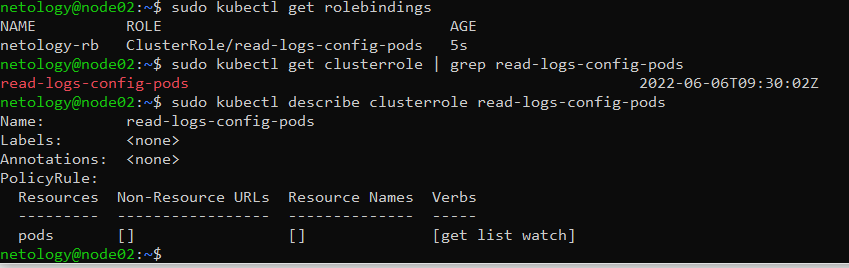 netology@node02:~$ sudo kubectl get rolebindings
NAME          ROLE                               AGE
netology-rb   ClusterRole/read-logs-config-pods   5s
netology@node02:~$ sudo kubectl get clusterrole | grep read-logs-config-pods
read-logs-config-pods                                                  2022-06-06T09:30:02Z
netology@node02:~$ sudo kubectl describe clusterrole read-logs-config-pods
Name:         read-logs-config-pods
Labels:       <none>
Annotations:  <none>
PolicyRule:
  Resources  Non-Resource URLs  Resource Names  Verbs
  ---------  -----------------  --------------  -----
  pods       []                 []              [get list watch]
netology@node02:~$